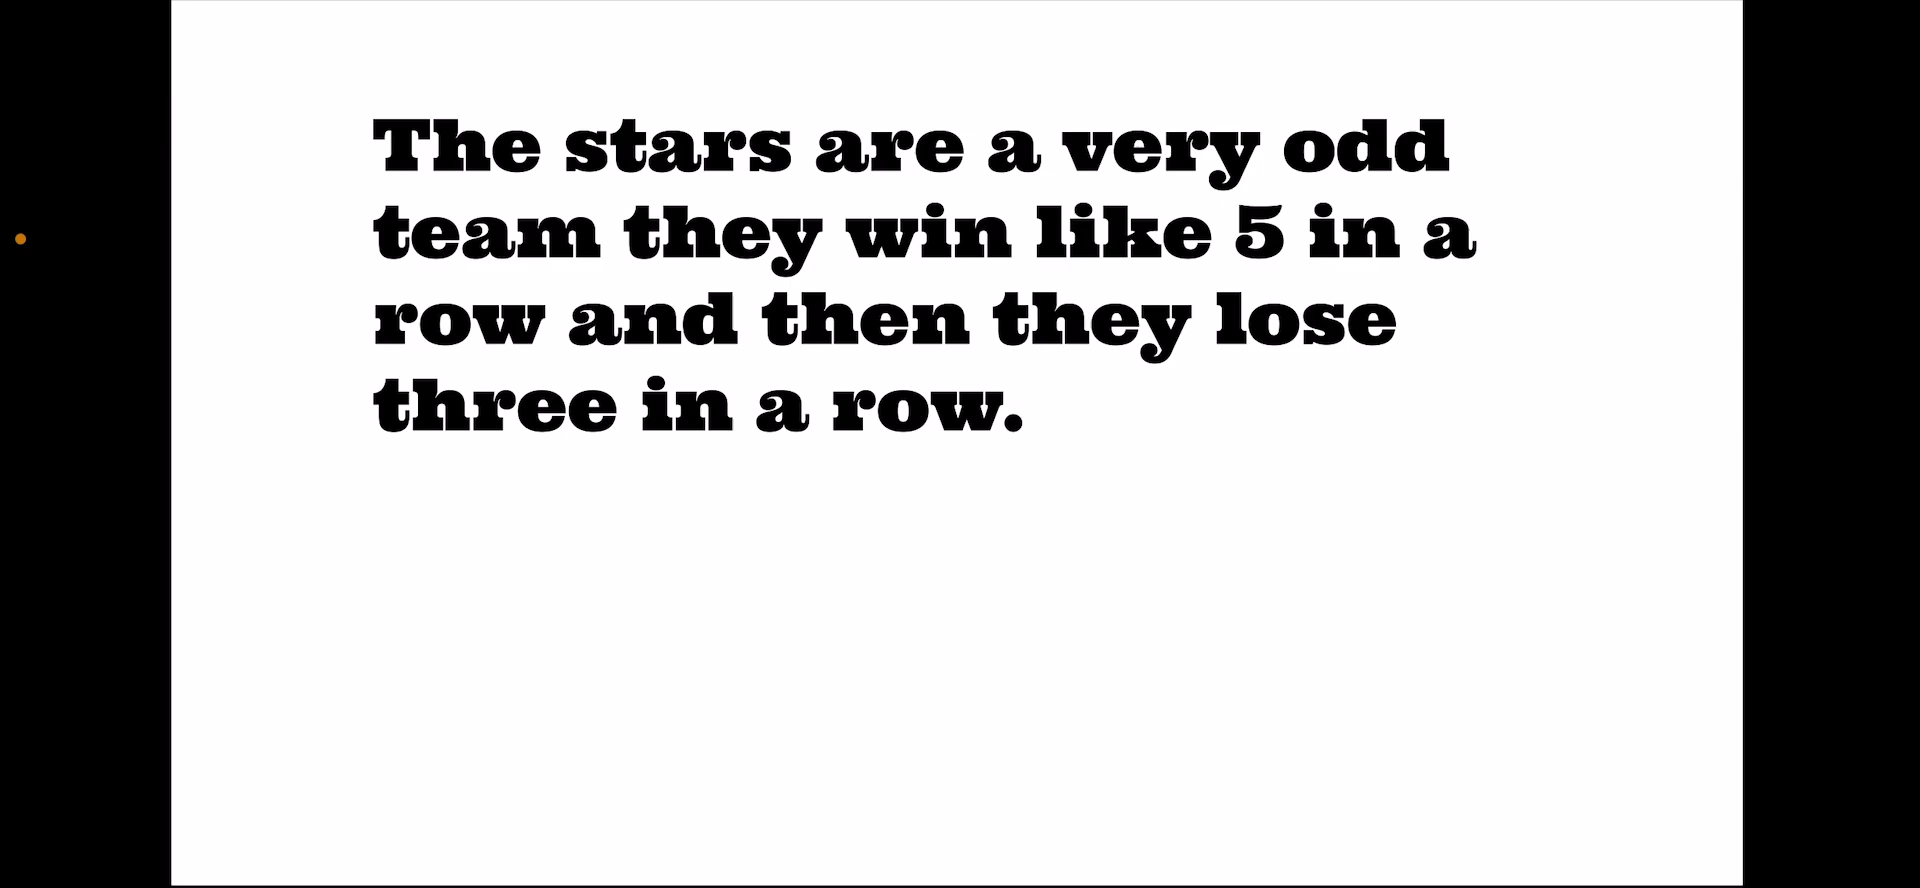 The stars are a very odd
team they win like 5 in a
row and then they lose
three in a row.